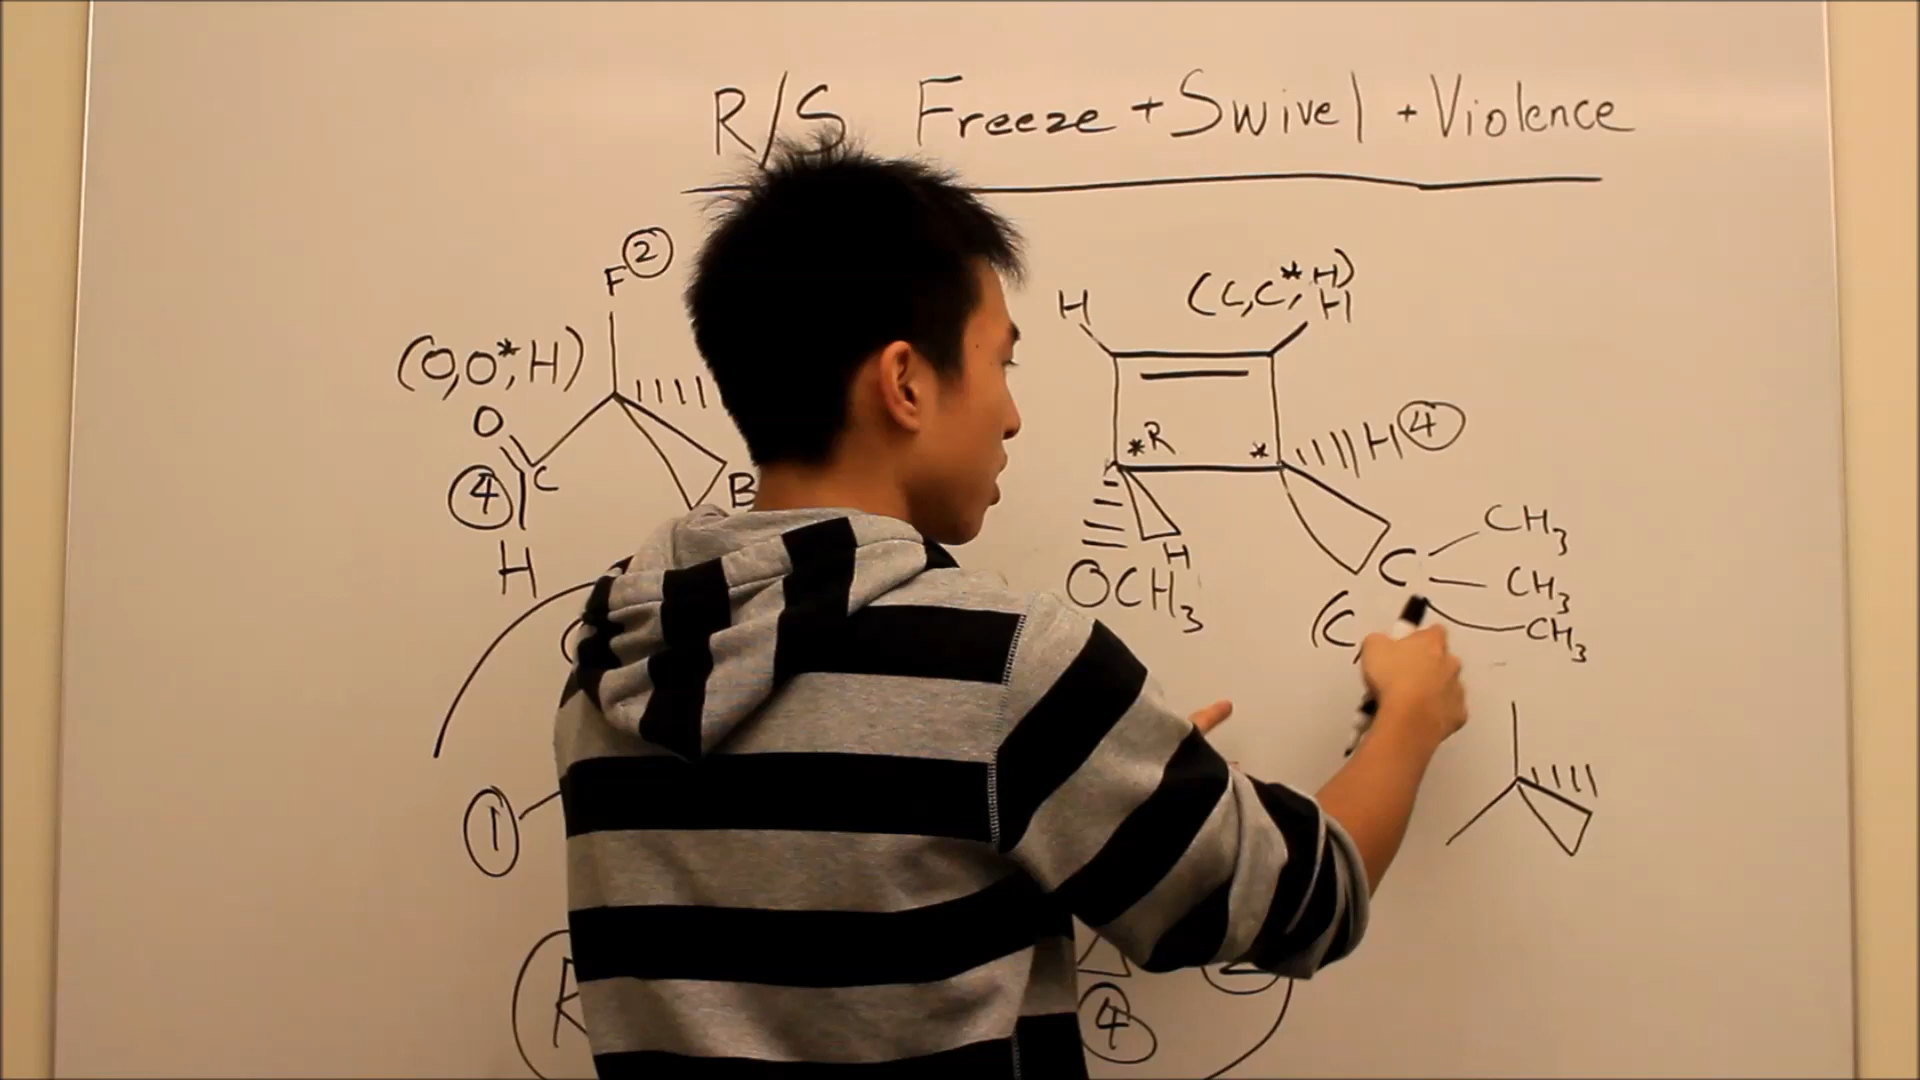 R/S Freeze + Swivel + Violence
F 2
(O,O*,H)
O
4
C
B
H
1
R
H
(C,C*,H)
H
*R
*
H 4
H
OCH3
C
CH3
CH3
CH3
(C,
4